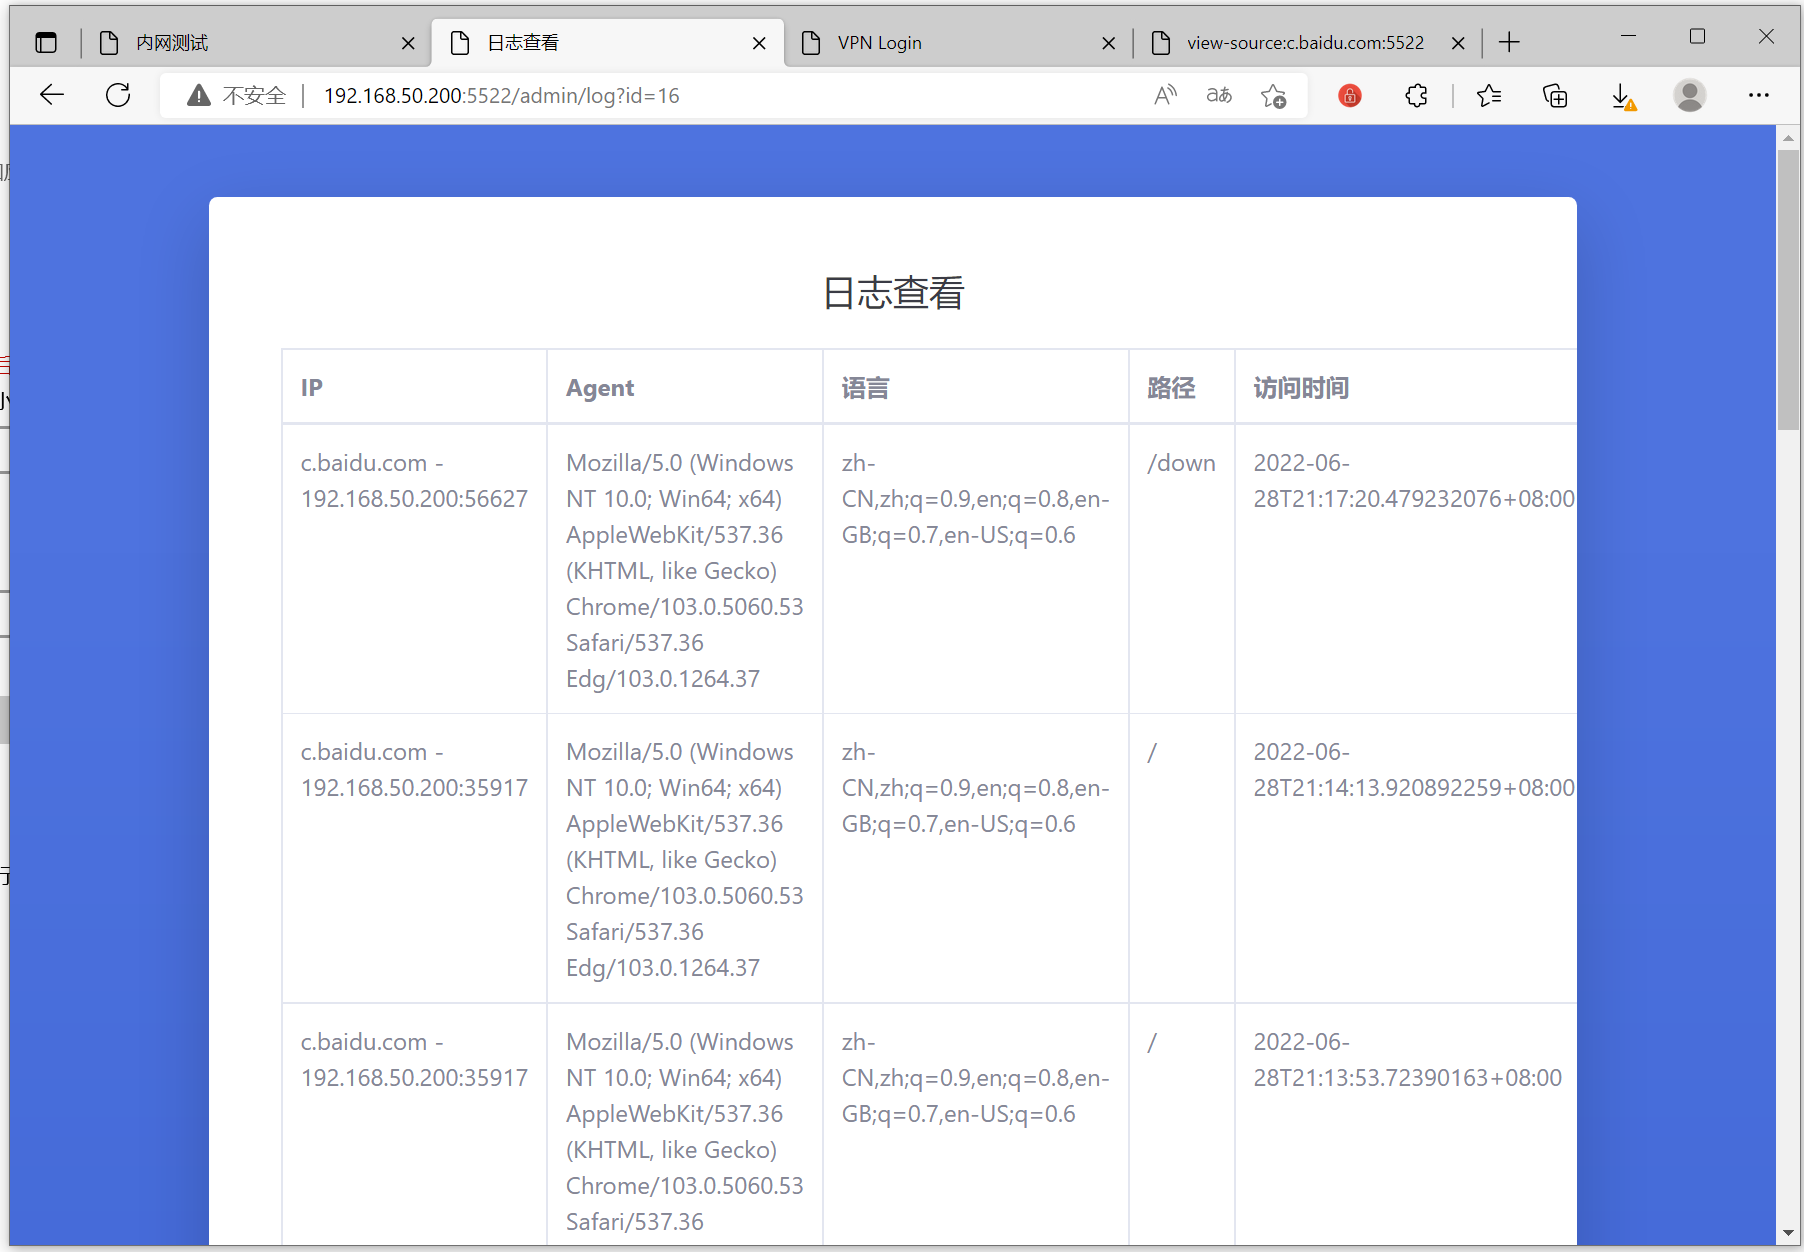 内网测试
日志查看
VPN Login
view-source:c.baidu.com:5522
不安全
192.168.50.200:5522/admin/log?id=16
日志查看
IP
Agent
语言
路径
访问时间
c.baidu.com -
192.168.50.200:56627
Mozilla/5.0 (Windows
NT 10.0; Win64; x64)
AppleWebKit/537.36
(KHTML, like Gecko)
Chrome/103.0.5060.53
Safari/537.36
Edg/103.0.1264.37
zh-
CN,zh;q=0.9,en;q=0.8,en-
GB;q=0.7,en-US;q=0.6
/down
2022-06-
28T21:17:20.479232076+08:00
c.baidu.com -
192.168.50.200:35917
Mozilla/5.0 (Windows
NT 10.0; Win64; x64)
AppleWebKit/537.36
(KHTML, like Gecko)
Chrome/103.0.5060.53
Safari/537.36
Edg/103.0.1264.37
zh-
CN,zh;q=0.9,en;q=0.8,en-
GB;q=0.7,en-US;q=0.6
/
2022-06-
28T21:14:13.920892259+08:00
c.baidu.com -
192.168.50.200:35917
Mozilla/5.0 (Windows
NT 10.0; Win64; x64)
AppleWebKit/537.36
(KHTML, like Gecko)
Chrome/103.0.5060.53
Safari/537.36
zh-
CN,zh;q=0.9,en;q=0.8,en-
GB;q=0.7,en-US;q=0.6
/
2022-06-
28T21:13:53.72390163+08:00